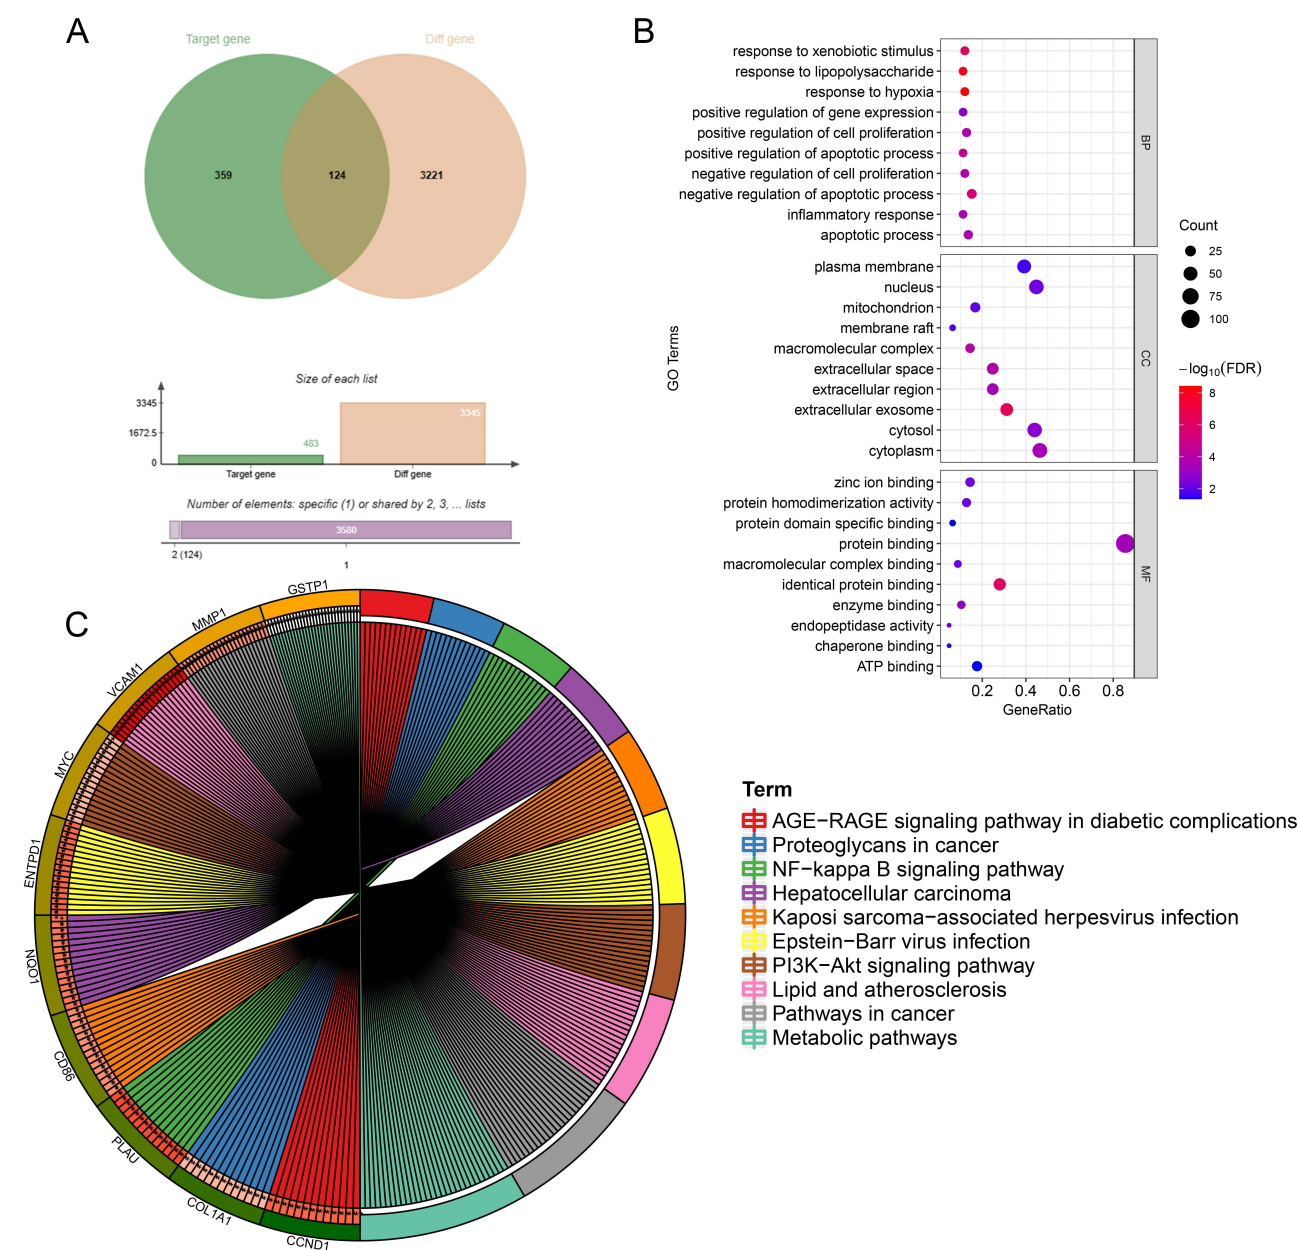 A
Target gene
Diff gene
359
124
3221
Size of each list
3345
1672.5
0
483
3345
Target gene
Diff gene
Number of elements: specific (1) or shared by 2, 3, ... lists
3580
2 (124)
1
B
GO Terms
response to xenobiotic stimulus
response to lipopolysaccharide
response to hypoxia
positive regulation of gene expression
positive regulation of cell proliferation
positive regulation of apoptotic process
negative regulation of cell proliferation
negative regulation of apoptotic process
inflammatory response
apoptotic process
BP
plasma membrane
nucleus
mitochondrion
membrane raft
macromolecular complex
extracellular space
extracellular region
extracellular exosome
cytosol
cytoplasm
CC
zinc ion binding
protein homodimerization activity
protein domain specific binding
protein binding
macromolecular complex binding
identical protein binding
enzyme binding
endopeptidase activity
chaperone binding
ATP binding
MF
0.2 0.4 0.6 0.8
GeneRatio
Count
25
50
75
100
−log10(FDR)
8
6
4
2
C
GSTP1
MMP1
VCAM1
MYC
ENTPD1
NQO1
CD86
PLAU
COL1A1
CCND1
Term
AGE−RAGE signaling pathway in diabetic complications
Proteoglycans in cancer
NF−kappa B signaling pathway
Hepatocellular carcinoma
Kaposi sarcoma−associated herpesvirus infection
Epstein−Barr virus infection
PI3K−Akt signaling pathway
Lipid and atherosclerosis
Pathways in cancer
Metabolic pathways